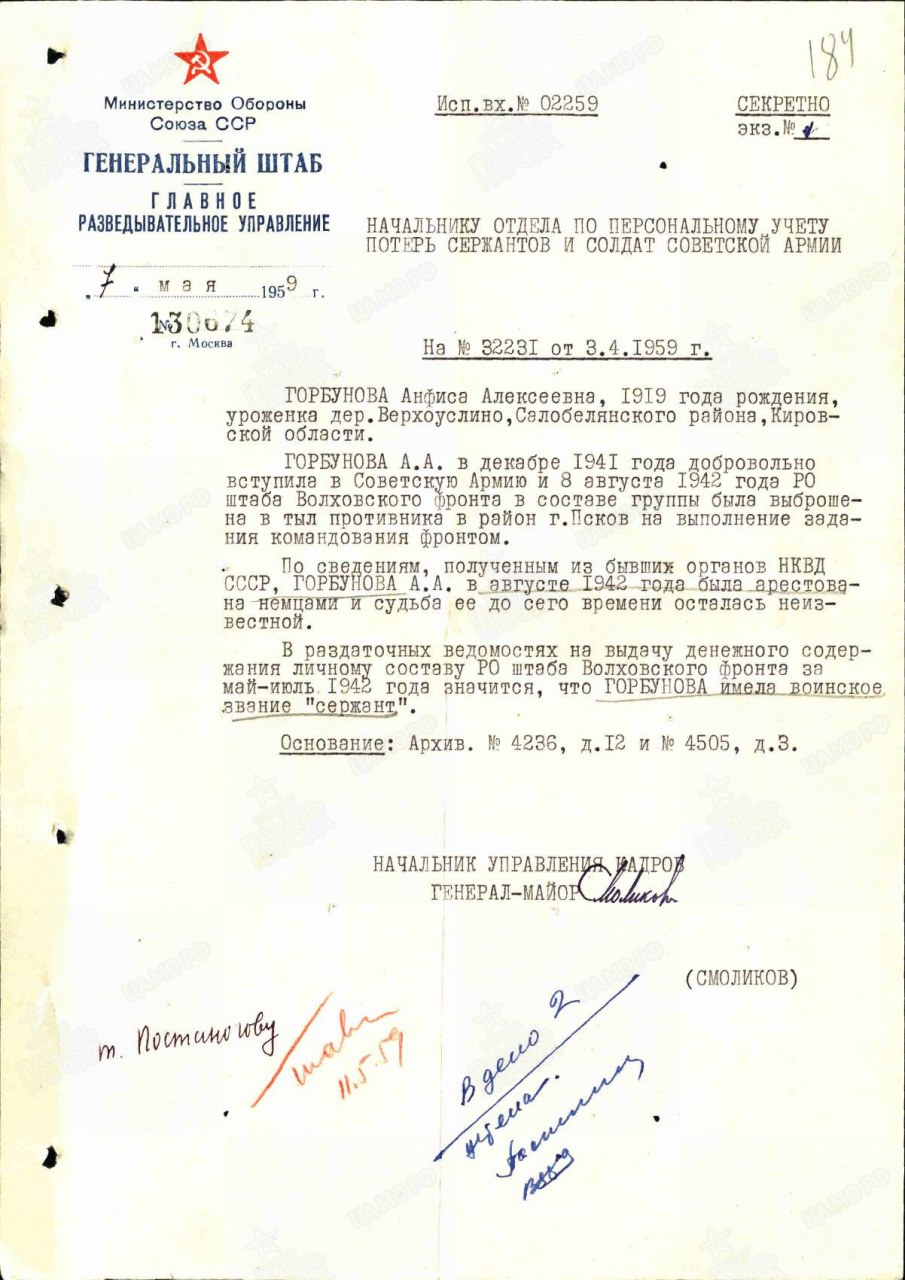 184
Министерство Обороны
Союза ССР
ГЕНЕРАЛЬНЫЙ ШТАБ
ГЛАВНОЕ
РАЗВЕДЫВАТЕЛЬНОЕ УПРАВЛЕНИЕ
„7“ мая 1959 г.
№ 130674
г. Москва
Исп.вх.№ 02259
СЕКРЕТНО
экз.№ 1
НАЧАЛЬНИКУ ОТДЕЛА ПО ПЕРСОНАЛЬНОМУ УЧЕТУ
ПОТЕРЬ СЕРЖАНТОВ И СОЛДАТ СОВЕТСКОЙ АРМИИ
На № 32231 от 3.4.1959 г.
ГОРБУНОВА Анфиса Алексеевна, 1919 года рождения,
уроженка дер.Верхоуслино,Салобелянского района,Киров-
ской области.
ГОРБУНОВА А.А. в декабре 1941 года добровольно
вступила в Советскую Армию и 8 августа 1942 года РО
штаба Волховского фронта в составе группы была выброше-
на в тыл противника в район г.Псков на выполнение зада-
ния командования фронтом.
По сведениям, полученным из бывших органов НКВД
СССР, ГОРБУНОВА А.А. в августе 1942 года была арестова-
на немцами и судьба ее до сего времени осталась неиз-
вестной.
В раздаточных ведомостях на выдачу денежного содер-
жания личному составу РО штаба Волховского фронта за
май-июль 1942 года значится, что ГОРБУНОВА имела воинское
звание "сержант".
Основание: Архив. № 4236, д.12 и № 4505, д.3.
НАЧАЛЬНИК УПРАВЛЕНИЯ КАДРОВ
ГЕНЕРАЛ-МАЙОР Смоликов
(СМОЛИКОВ)
т. Постаногову
11.5.59
В дело 2
отдела.